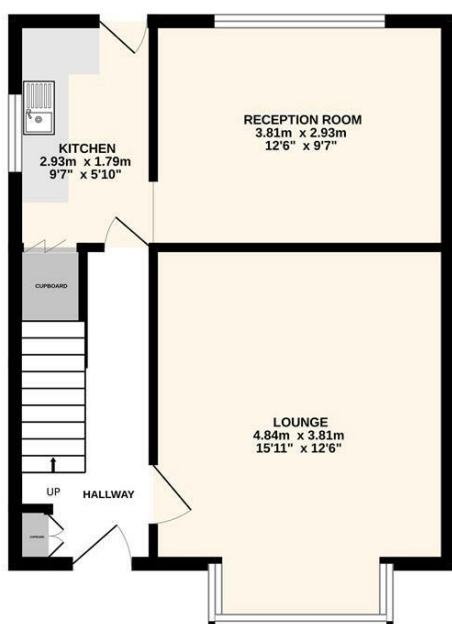 RECEPTION ROOM
3.81m x 2.93m
12'6" x 9'7"
KITCHEN
2.93m x 1.79m
9'7" x 5'10"
CUPBOARD
LOUNGE
4.84m x 3.81m
15'11" x 12'6"
UP
HALLWAY